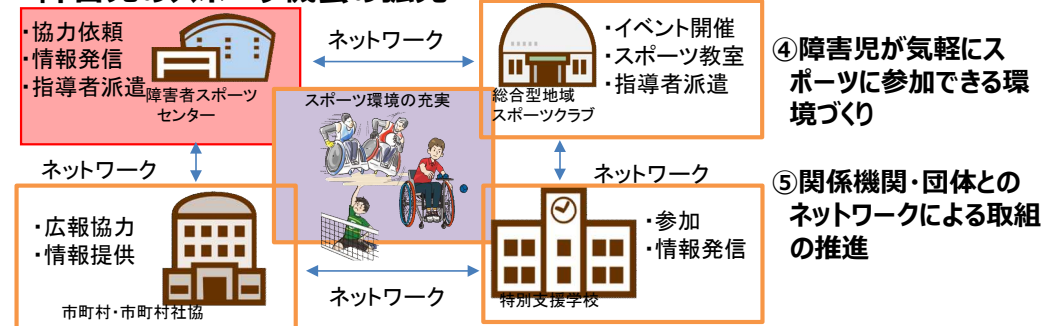 ・協力依頼
・情報発信
・指導者派遣
障害者スポーツ
センター
ネットワーク
・イベント開催
・スポーツ教室
・指導者派遣
総合型地域
スポーツクラブ
スポーツ環境の充実
ネットワーク
ネットワーク
・広報協力
・情報提供
市町村・市町村社協
ネットワーク
・参加
・情報発信
特別支援学校
④障害児が気軽にス
ポーツに参加できる環
境づくり
⑤関係機関・団体との
ネットワークによる取組
の推進